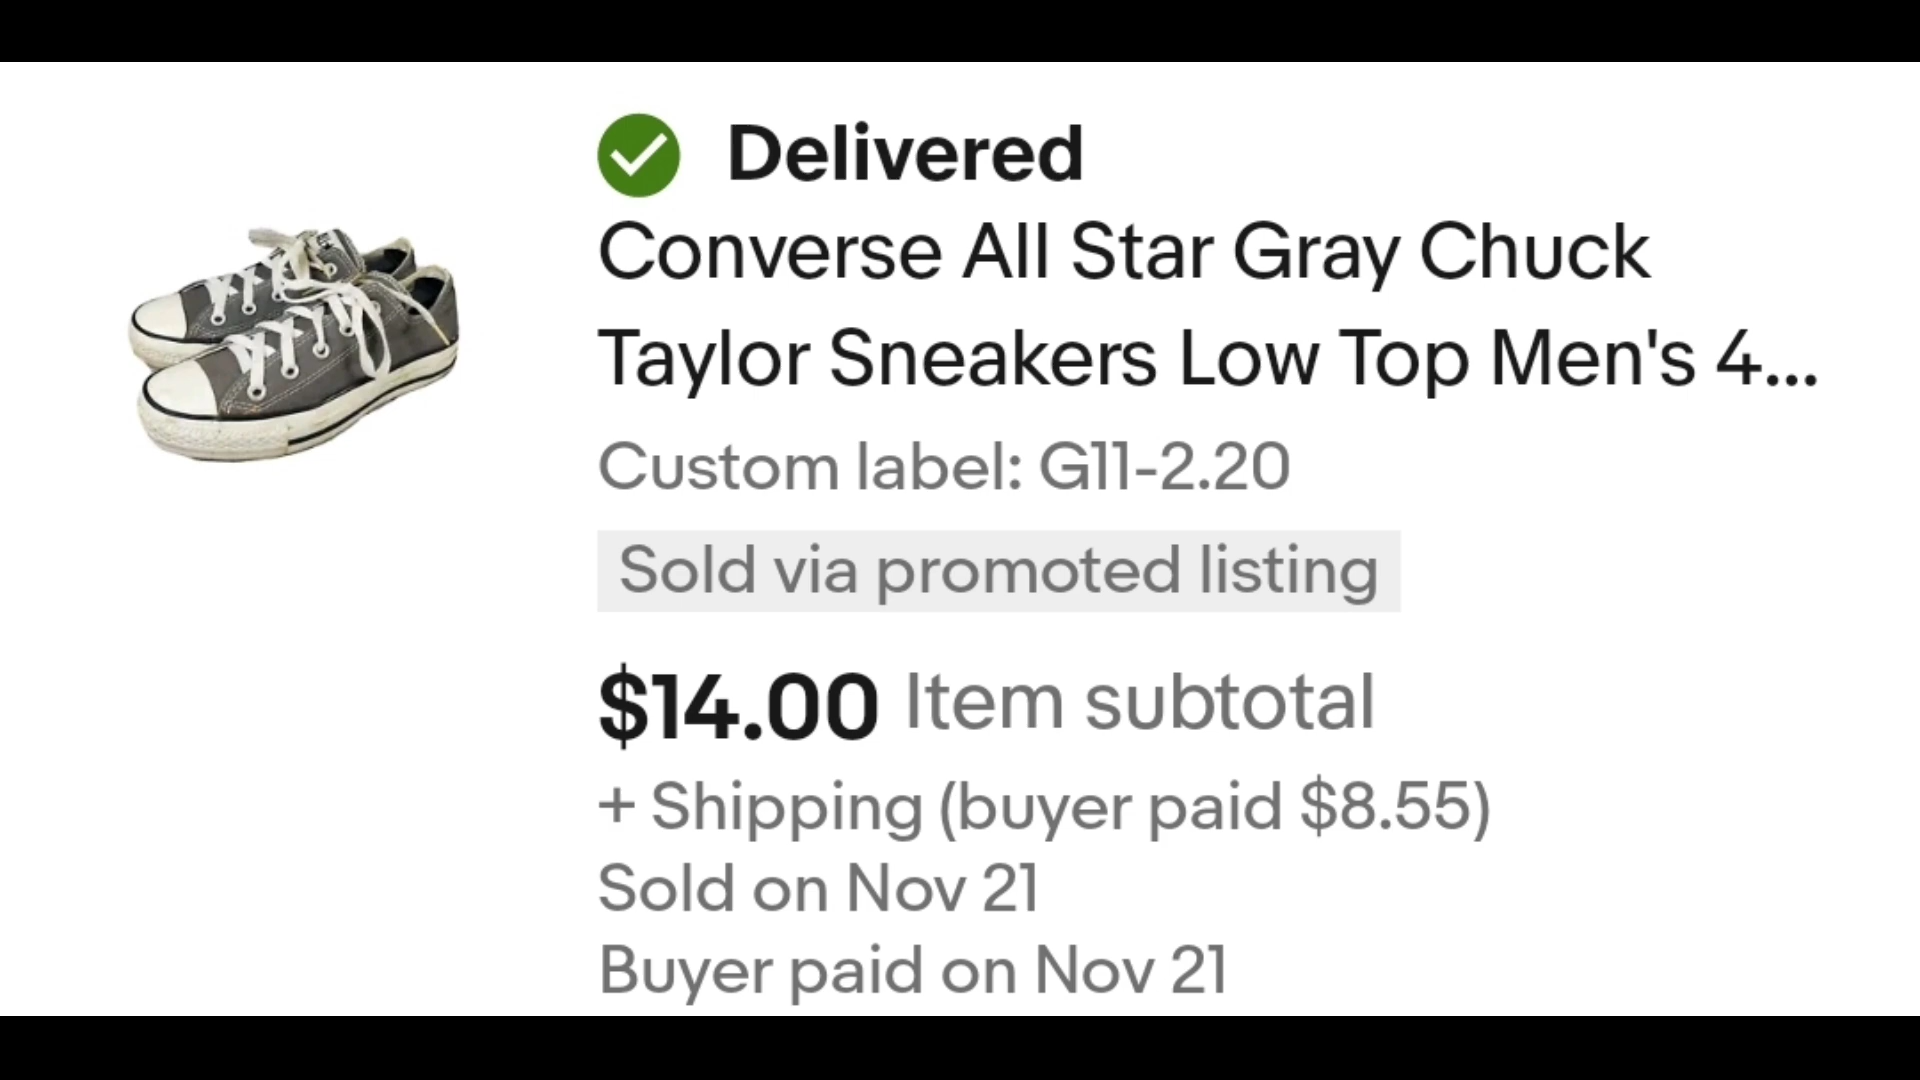 Delivered
Converse All Star Gray Chuck
Taylor Sneakers Low Top Men's 4...
Custom label: G11-2.20
Sold via promoted listing
$14.00 Item subtotal
+ Shipping (buyer paid $8.55)
Sold on Nov 21
Buyer paid on Nov 21